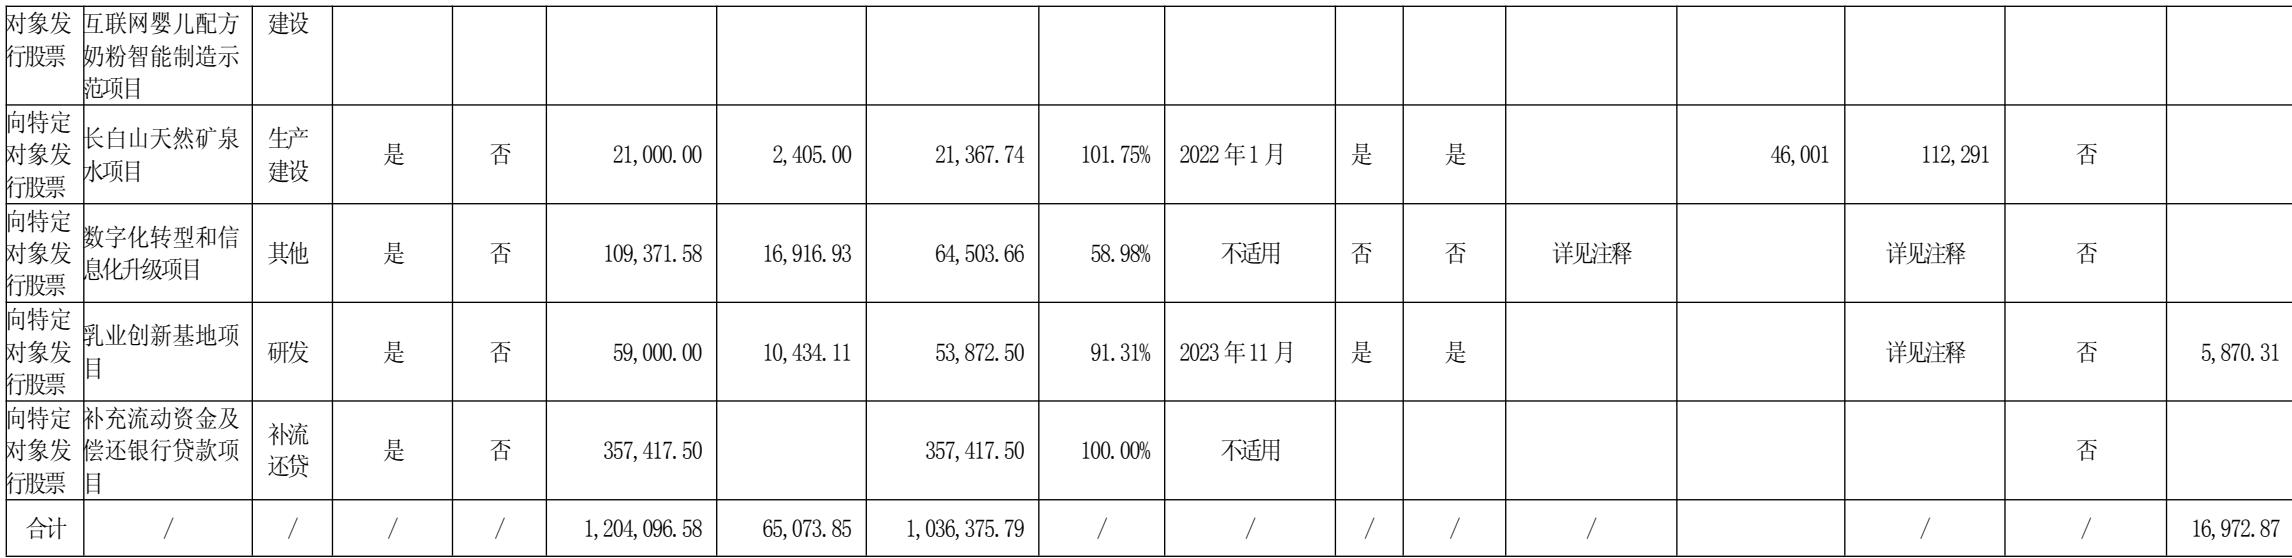 对象发 互联网婴儿配方 建设
行股票 奶粉智能制造示
范项目
向特定
对象发
行股票
长白山天然矿泉
水项目
生产
建设
是 否 21,000.00 2,405.00 21,367.74 101.75% 2022年1月 是 是 46,001 112,291 否
向特定
对象发
行股票
数字化转型和信
息化升级项目
其他 是 否 109,371.58 16,916.93 64,503.66 58.98% 不适用 否 否 详见注释 详见注释 否
向特定
对象发
行股票
乳业创新基地项
目
研发 是 否 59,000.00 10,434.11 53,872.50 91.31% 2023年11月 是 是 详见注释 否 5,870.31
向特定
对象发
行股票
补充流动资金及
偿还银行贷款项
目
补流
还贷
是 否 357,417.50 357,417.50 100.00% 不适用 否
合计 / / / / 1,204,096.58 65,073.85 1,036,375.79 / / / / / / / 16,972.87